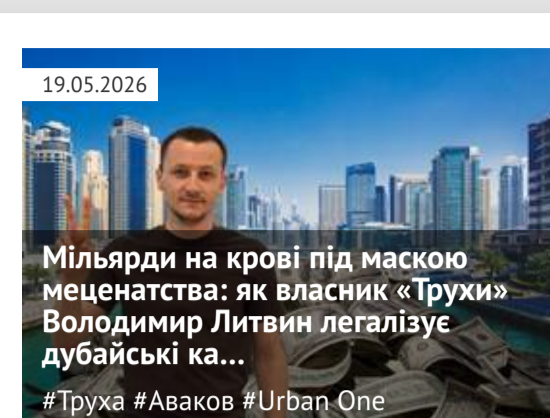 19.05.2026
Мільярди на крові під маскою
меценатства: як власник «Трухи»
Володимир Литвин легалізує
дубайські ка...
#Труха #Аваков #Urban One